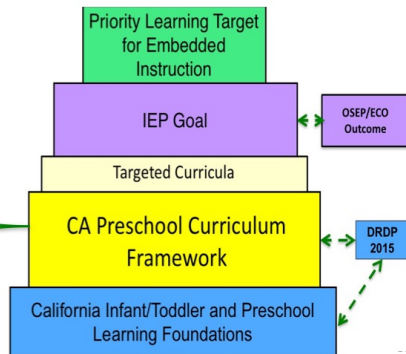 Priority Learning Target
for Embedded
Instruction
IEP Goal
OSEP/ECO
Outcome
Targeted Curricula
CA Preschool Curriculum
Framework
DRDP
2015
California Infant/Toddler and Preschool
Learning Foundations